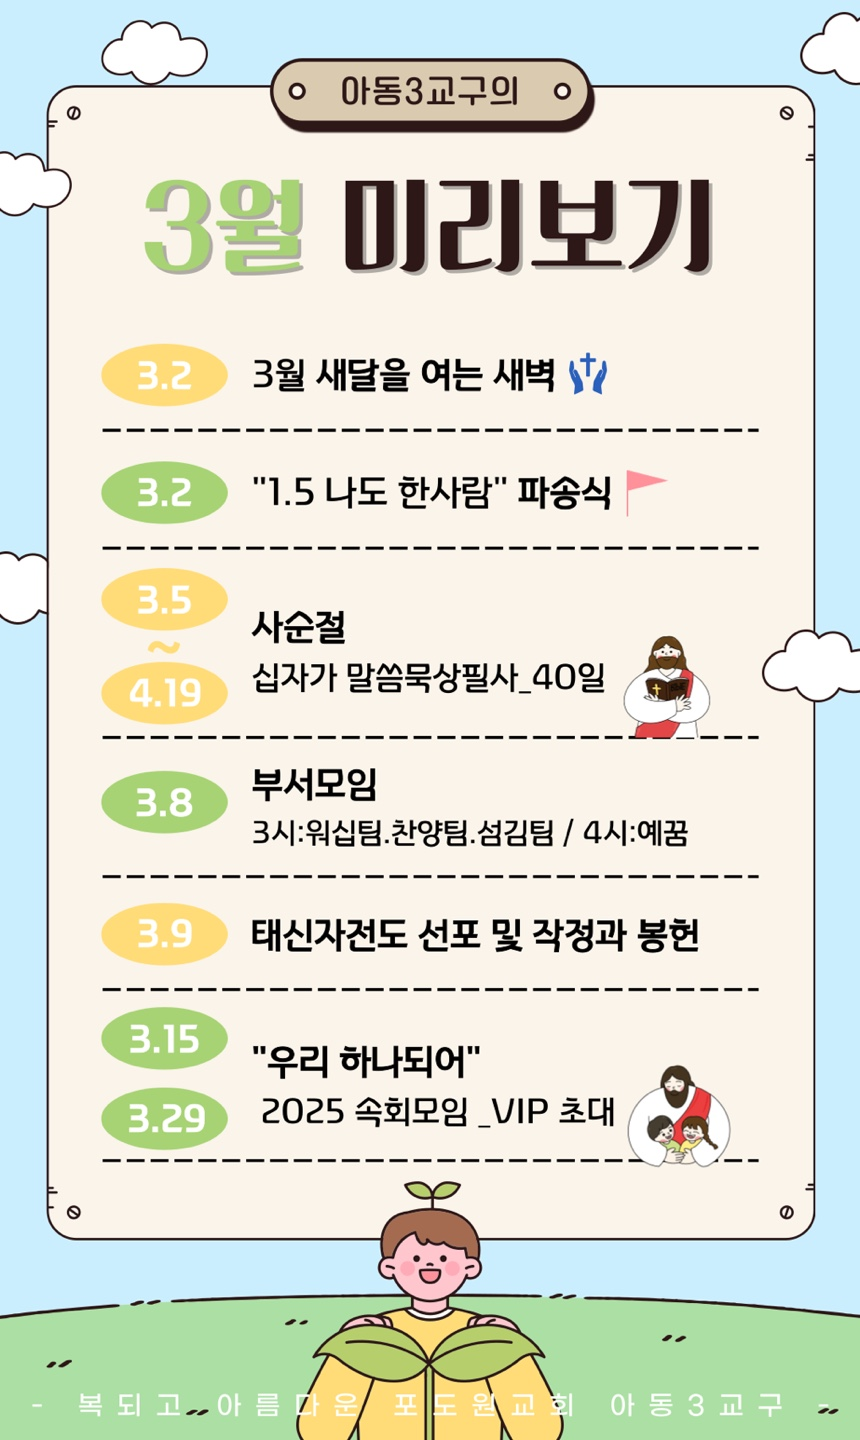 아동3교구의
3월 미리보기
3.2
3월 새달을 여는 새벽
3.2
"1.5 나도 한사람" 파송식
3.5
~
4.19
사순절
십자가 말씀묵상필사_40일
3.8
부서모임
3시:워십팀.찬양팀.섬김팀 / 4시:예꿈
3.9
태신자전도 선포 및 작정과 봉헌
3.15
3.29
"우리 하나되어"
2025 속회모임 _VIP 초대
- 복되고 아름다운 포도원교회 아동3교구 -